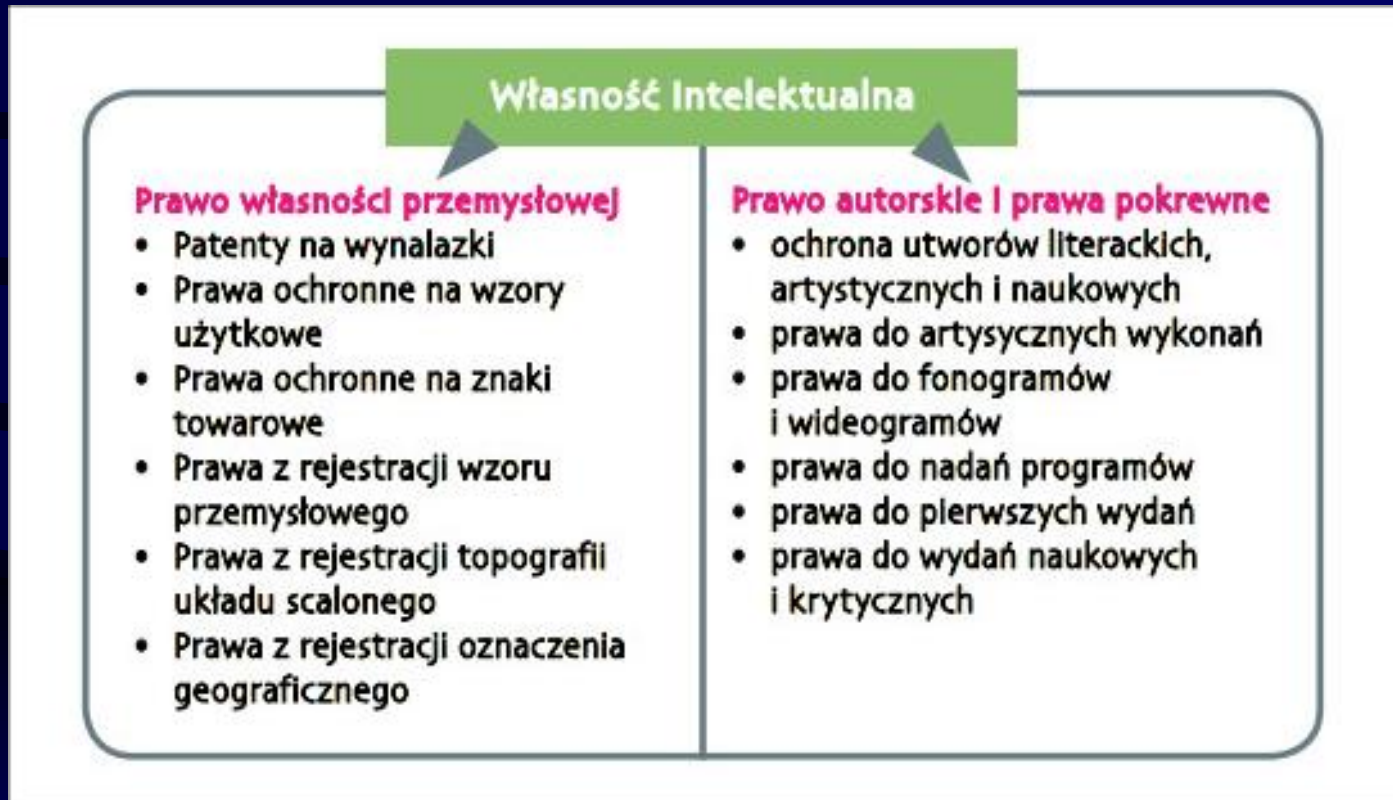 Własność Intelektualna
Prawo własności przemysłowej
• Patenty na wynalazki
• Prawa ochronne na wzory
użytkowe
• Prawa ochronne na znaki
towarowe
• Prawa z rejestracji wzoru
przemysłowego
• Prawa z rejestracji topografii
układu scalonego
• Prawa z rejestracji oznaczenia
geograficznego
Prawo autorskie i prawa pokrewne
• ochrona utworów literackich,
artystycznych i naukowych
• prawa do artysycznych wykonań
• prawa do fonogramów
i wideogramów
• prawa do nadań programów
• prawa do pierwszych wydań
• prawa do wydań naukowych
i krytycznych